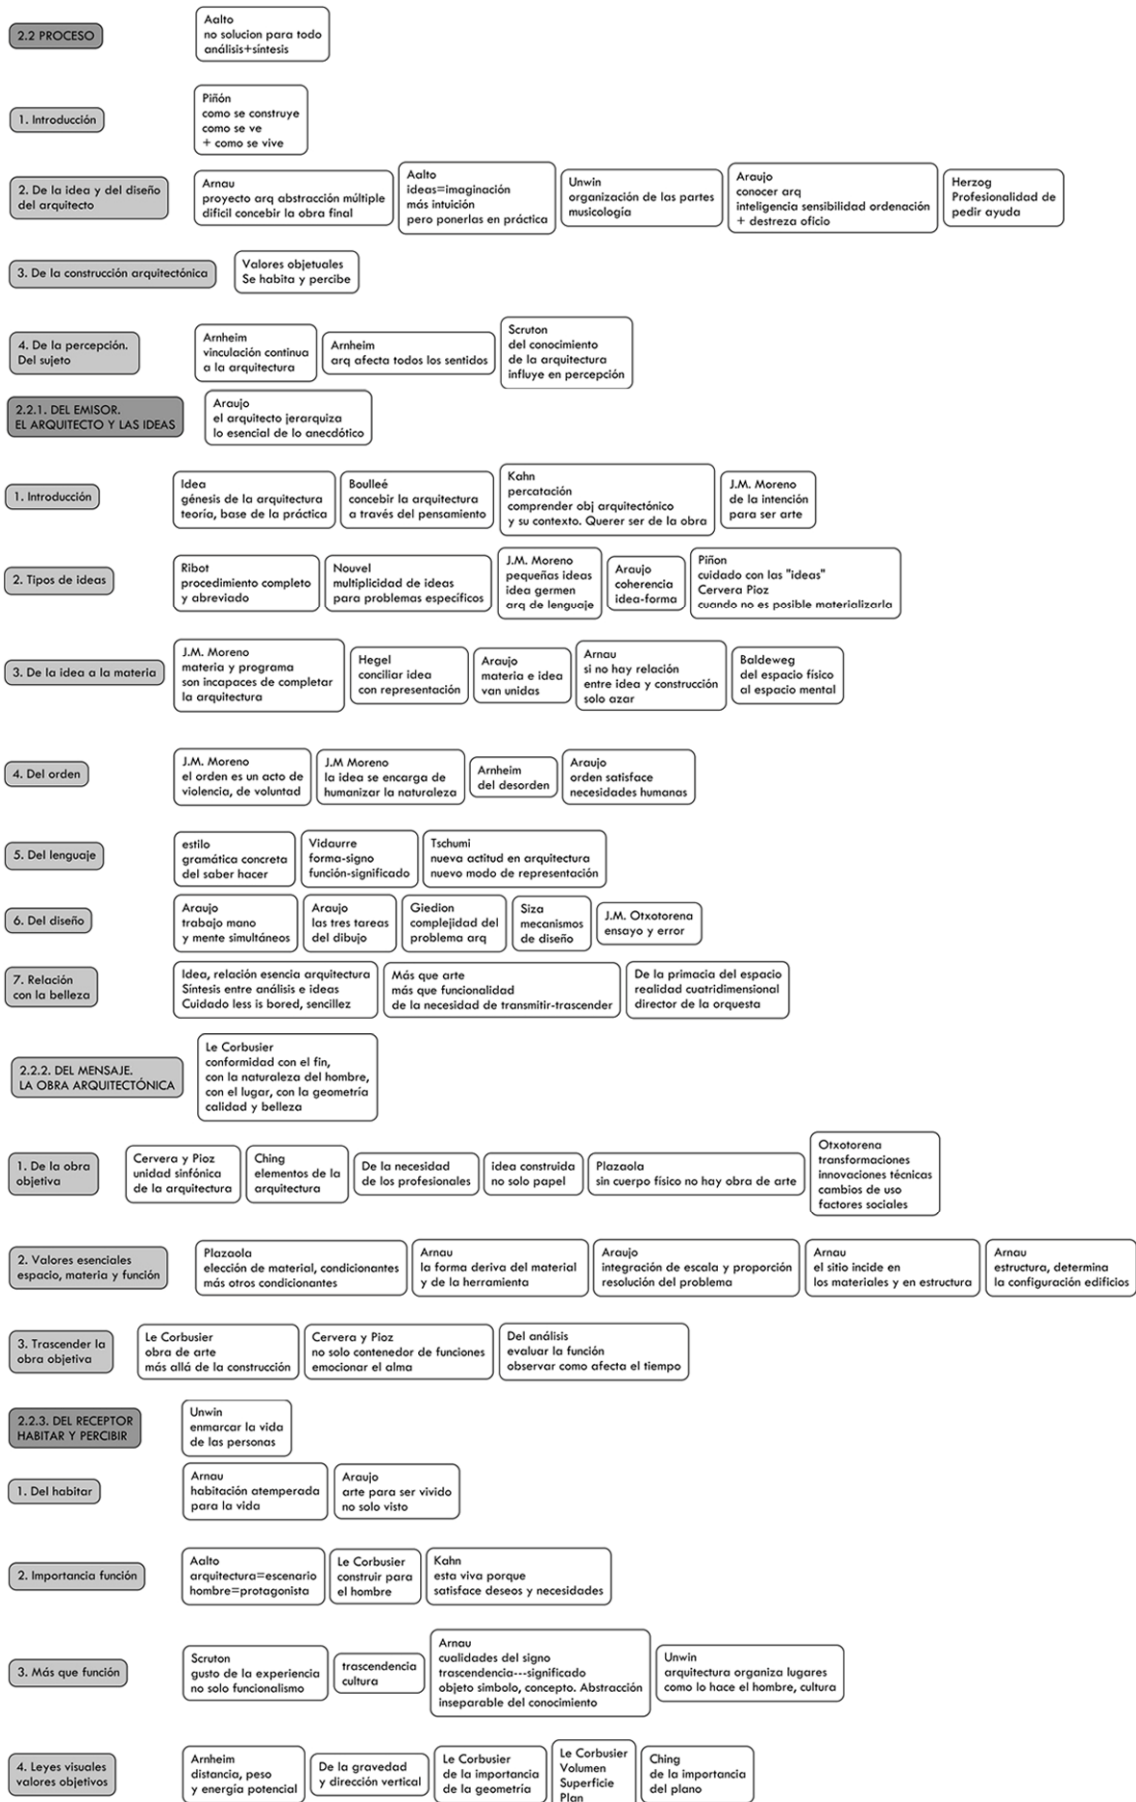 2.2 PROCESO
Aalto
no solucion para todo
análisis+síntesis
1. Introducción
Piñón
como se construye
como se ve
+ como se vive
2. De la idea y del diseño
del arquitecto
Arnau
proyecto arq abstracción múltiple
dificil concebir la obra final
Aalto
ideas=imaginación
más intuición
pero ponerlas en práctica
Unwin
organización de las partes
musicología
Araujo
conocer arq
inteligencia sensibilidad ordenación
+ destreza oficio
Herzog
Profesionalidad de
pedir ayuda
3. De la construcción arquitectónica
Valores objetuales
Se habita y percibe
4. De la percepción.
Del sujeto
Arnheim
vinculación continua
a la arquitectura
Arnheim
arq afecta todos los sentidos
Scruton
del conocimiento
de la arquitectura
influye en percepción
2.2.1. DEL EMISOR.
EL ARQUITECTO Y LAS IDEAS
Araujo
el arquitecto jerarquiza
lo esencial de lo anecdótico
1. Introducción
Idea
génesis de la arquitectura
teoría, base de la práctica
Boulleé
concebir la arquitectura
a través del pensamiento
Kahn
percatación
comprender obj arquitectónico
y su contexto. Querer ser de la obra
J.M. Moreno
de la intención
para ser arte
2. Tipos de ideas
Ribot
procedimiento completo
y abreviado
Nouvel
multiplicidad de ideas
para problemas específicos
J.M. Moreno
pequeñas ideas
idea germen
arq de lenguaje
Araujo
coherencia
idea-forma
Piñon
cuidado con las "ideas"
Cervera Pioz
cuando no es posible materializarla
3. De la idea a la materia
J.M. Moreno
materia y programa
son incapaces de completar
la arquitectura
Hegel
conciliar idea
con representación
Araujo
materia e idea
van unidas
Arnau
si no hay relación
entre idea y construcción
solo azar
Baldeweg
del espacio físico
al espacio mental
4. Del orden
J.M. Moreno
el orden es un acto de
violencia, de voluntad
J.M Moreno
la idea se encarga de
humanizar la naturaleza
Arnheim
del desorden
Araujo
orden satisface
necesidades humanas
5. Del lenguaje
estilo
gramática concreta
del saber hacer
Vidaurre
forma-signo
función-significado
Tschumi
nueva actitud en arquitectura
nuevo modo de representación
6. Del diseño
Araujo
trabajo mano
y mente simultáneos
Araujo
las tres tareas
del dibujo
Giedion
complejidad del
problema arq
Siza
mecanismos
de diseño
J.M. Otxotorena
ensayo y error
7. Relación
con la belleza
Idea, relación esencia arquitectura
Síntesis entre análisis e ideas
Cuidado less is bored, sencillez
Más que arte
más que funcionalidad
de la necesidad de transmitir-trascender
De la primacia del espacio
realidad cuatridimensional
director de la orquesta
2.2.2. DEL MENSAJE.
LA OBRA ARQUITECTÓNICA
Le Corbusier
conformidad con el fin,
con la naturaleza del hombre,
con el lugar, con la geometría
calidad y belleza
1. De la obra
objetiva
Cervera y Pioz
unidad sinfónica
de la arquitectura
Ching
elementos de la
arquitectura
De la necesidad
de los profesionales
idea construida
no solo papel
Plazaola
sin cuerpo físico no hay obra de arte
Otxotorena
transformaciones
innovaciones técnicas
cambios de uso
factores sociales
2. Valores esenciales
espacio, materia y función
Plazaola
elección de material, condicionantes
más otros condicionantes
Arnau
la forma deriva del material
y de la herramienta
Araujo
integración de escala y proporción
resolución del problema
Arnau
el sitio incide en
los materiales y en estructura
Arnau
estructura, determina
la configuración edificios
3. Trascender la
obra objetiva
Le Corbusier
obra de arte
más allá de la construcción
Cervera y Pioz
no solo contenedor de funciones
emocionar el alma
Del análisis
evaluar la función
observar como afecta el tiempo
2.2.3. DEL RECEPTOR
HABITAR Y PERCIBIR
Unwin
enmarcar la vida
de las personas
1. Del habitar
Arnau
habitación atemperada
para la vida
Araujo
arte para ser vivido
no solo visto
2. Importancia función
Aalto
arquitectura=escenario
hombre=protagonista
Le Corbusier
construir para
el hombre
Kahn
esta viva porque
satisface deseos y necesidades
3. Más que función
Scruton
gusto de la experiencia
no solo funcionalismo
trascendencia
cultura
Arnau
cualidades del signo
trascendencia---significado
objeto simbolo, concepto. Abstracción
inseparable del conocimiento
Unwin
arquitectura organiza lugares
como lo hace el hombre, cultura
4. Leyes visuales
valores objetivos
Arnheim
distancia, peso
y energía potencial
De la gravedad
y dirección vertical
Le Corbusier
de la importancia
de la geometría
Le Corbusier
Volumen
Superficie
Plan
Ching
de la importancia
del plano